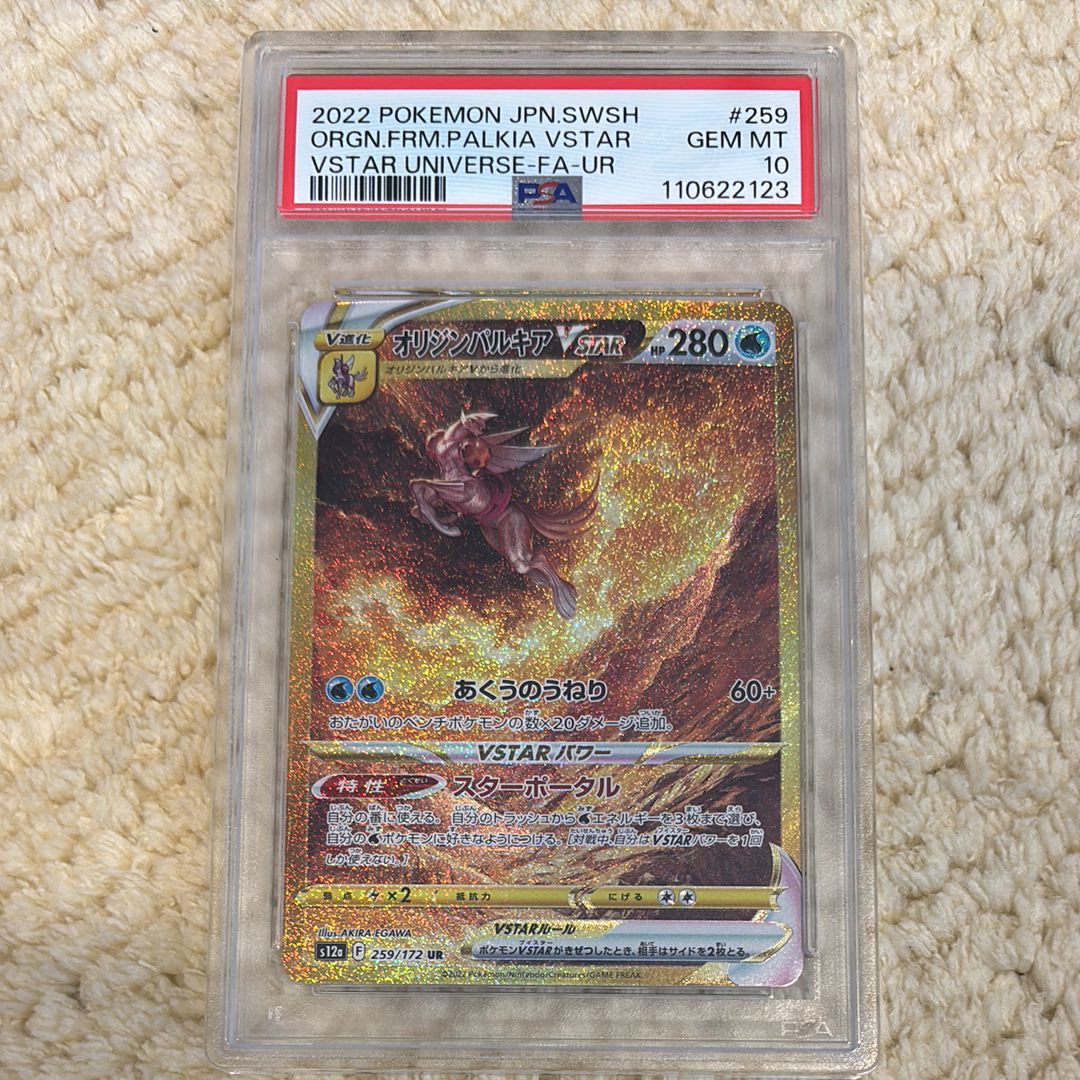 2022 POKEMON JPN.SWSH #259
ORGN.FRM.PALKIA VSTAR GEM MT
VSTAR UNIVERSE-FA-UR 10
PSA 110622123
V進化 オリジンパルキア VSTAR HP 280
オリジンパルキアVから進化
あくうのうねり 60+
おたがいのベンチポケモンの数×20ダメージ追加。
VSTARパワー
特性 スターポータル
自分の番に使える。自分のトラッシュからエネルギーを3枚まで選び、
自分のポケモンに好きなようにつける。[対戦中、自分はVSTARパワーを1回
しか使えない。]
弱点 ×2 抵抗力 にげる
Illus. AKIRA EGAWA
VSTARルール
s12a F 259/172 UR ポケモンVSTARがきぜつしたとき、相手はサイドを2枚とる。
©2022 Pokémon/Nintendo/Creatures/GAME FREAK.
PSA